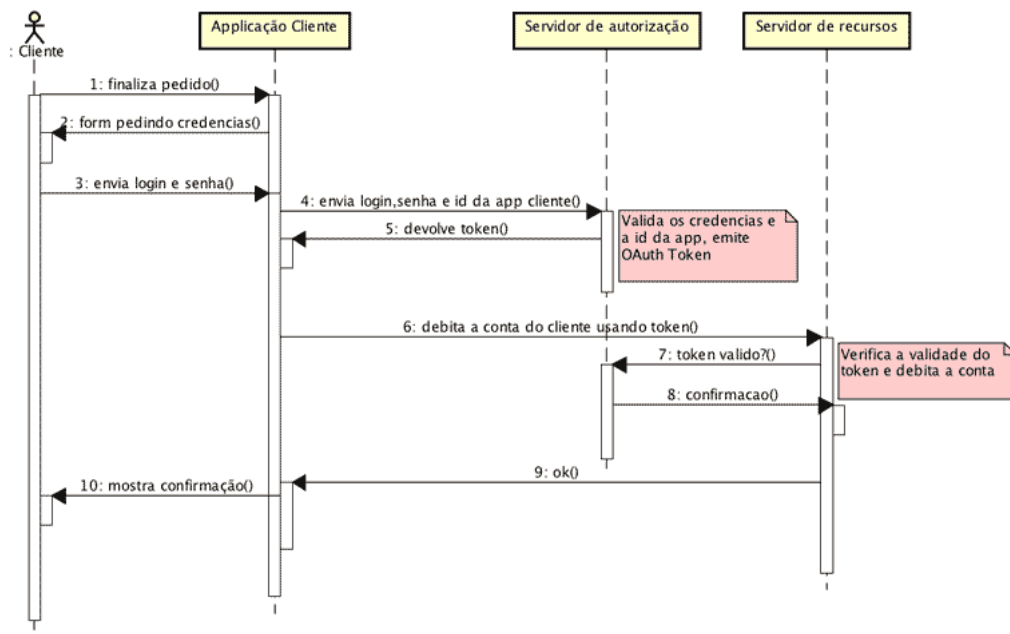 : Cliente
Applicação Cliente
Servidor de autorização
Servidor de recursos
1: finaliza pedido()
2: form pedindo credencias()
3: envia login e senha()
4: envia login,senha e id da app cliente()
Valida os credencias e
a id da app, emite
OAuth Token
5: devolve token()
6: debita a conta do cliente usando token()
7: token valido?()
Verifica a validade do
token e debita a conta
8: confirmacao()
9: ok()
10: mostra confirmação()